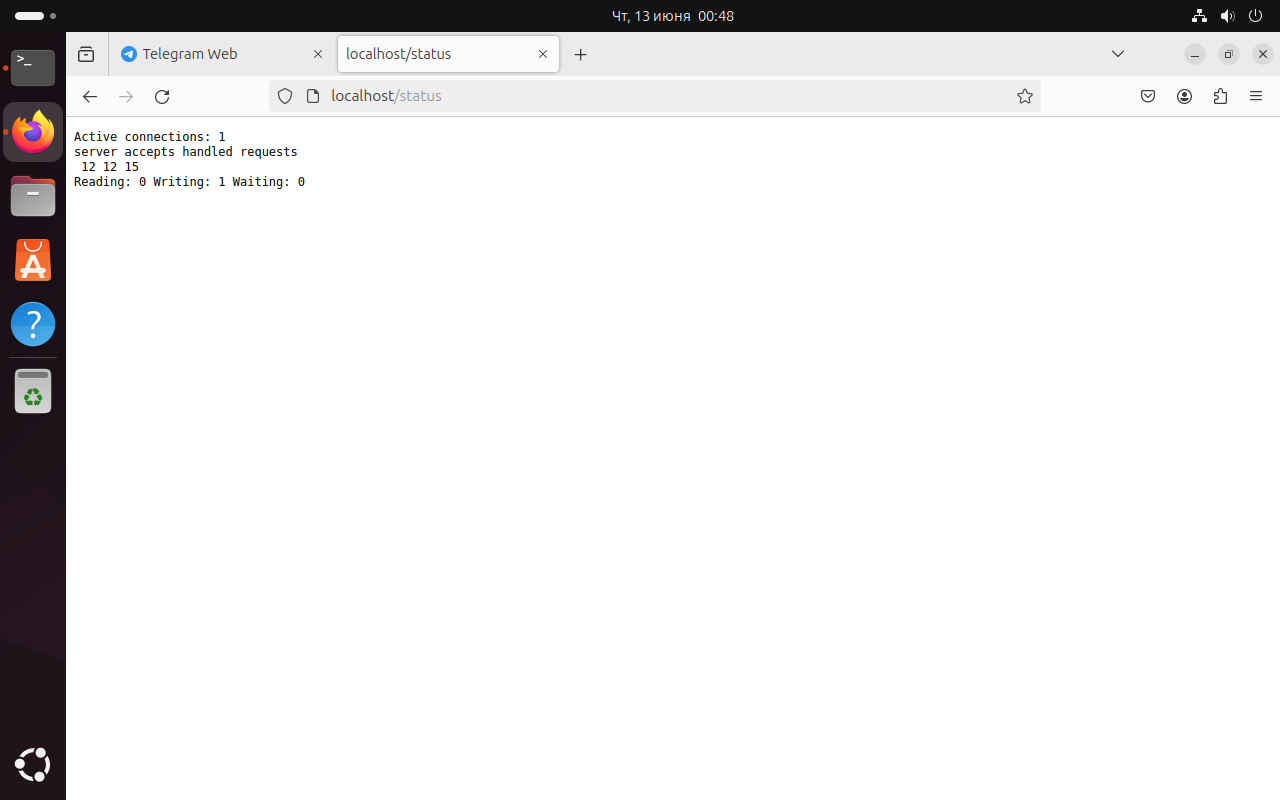 Чт, 13 июня 00:48
Telegram Web
localhost/status
localhost/status
Active connections: 1
server accepts handled requests
12 12 15
Reading: 0 Writing: 1 Waiting: 0